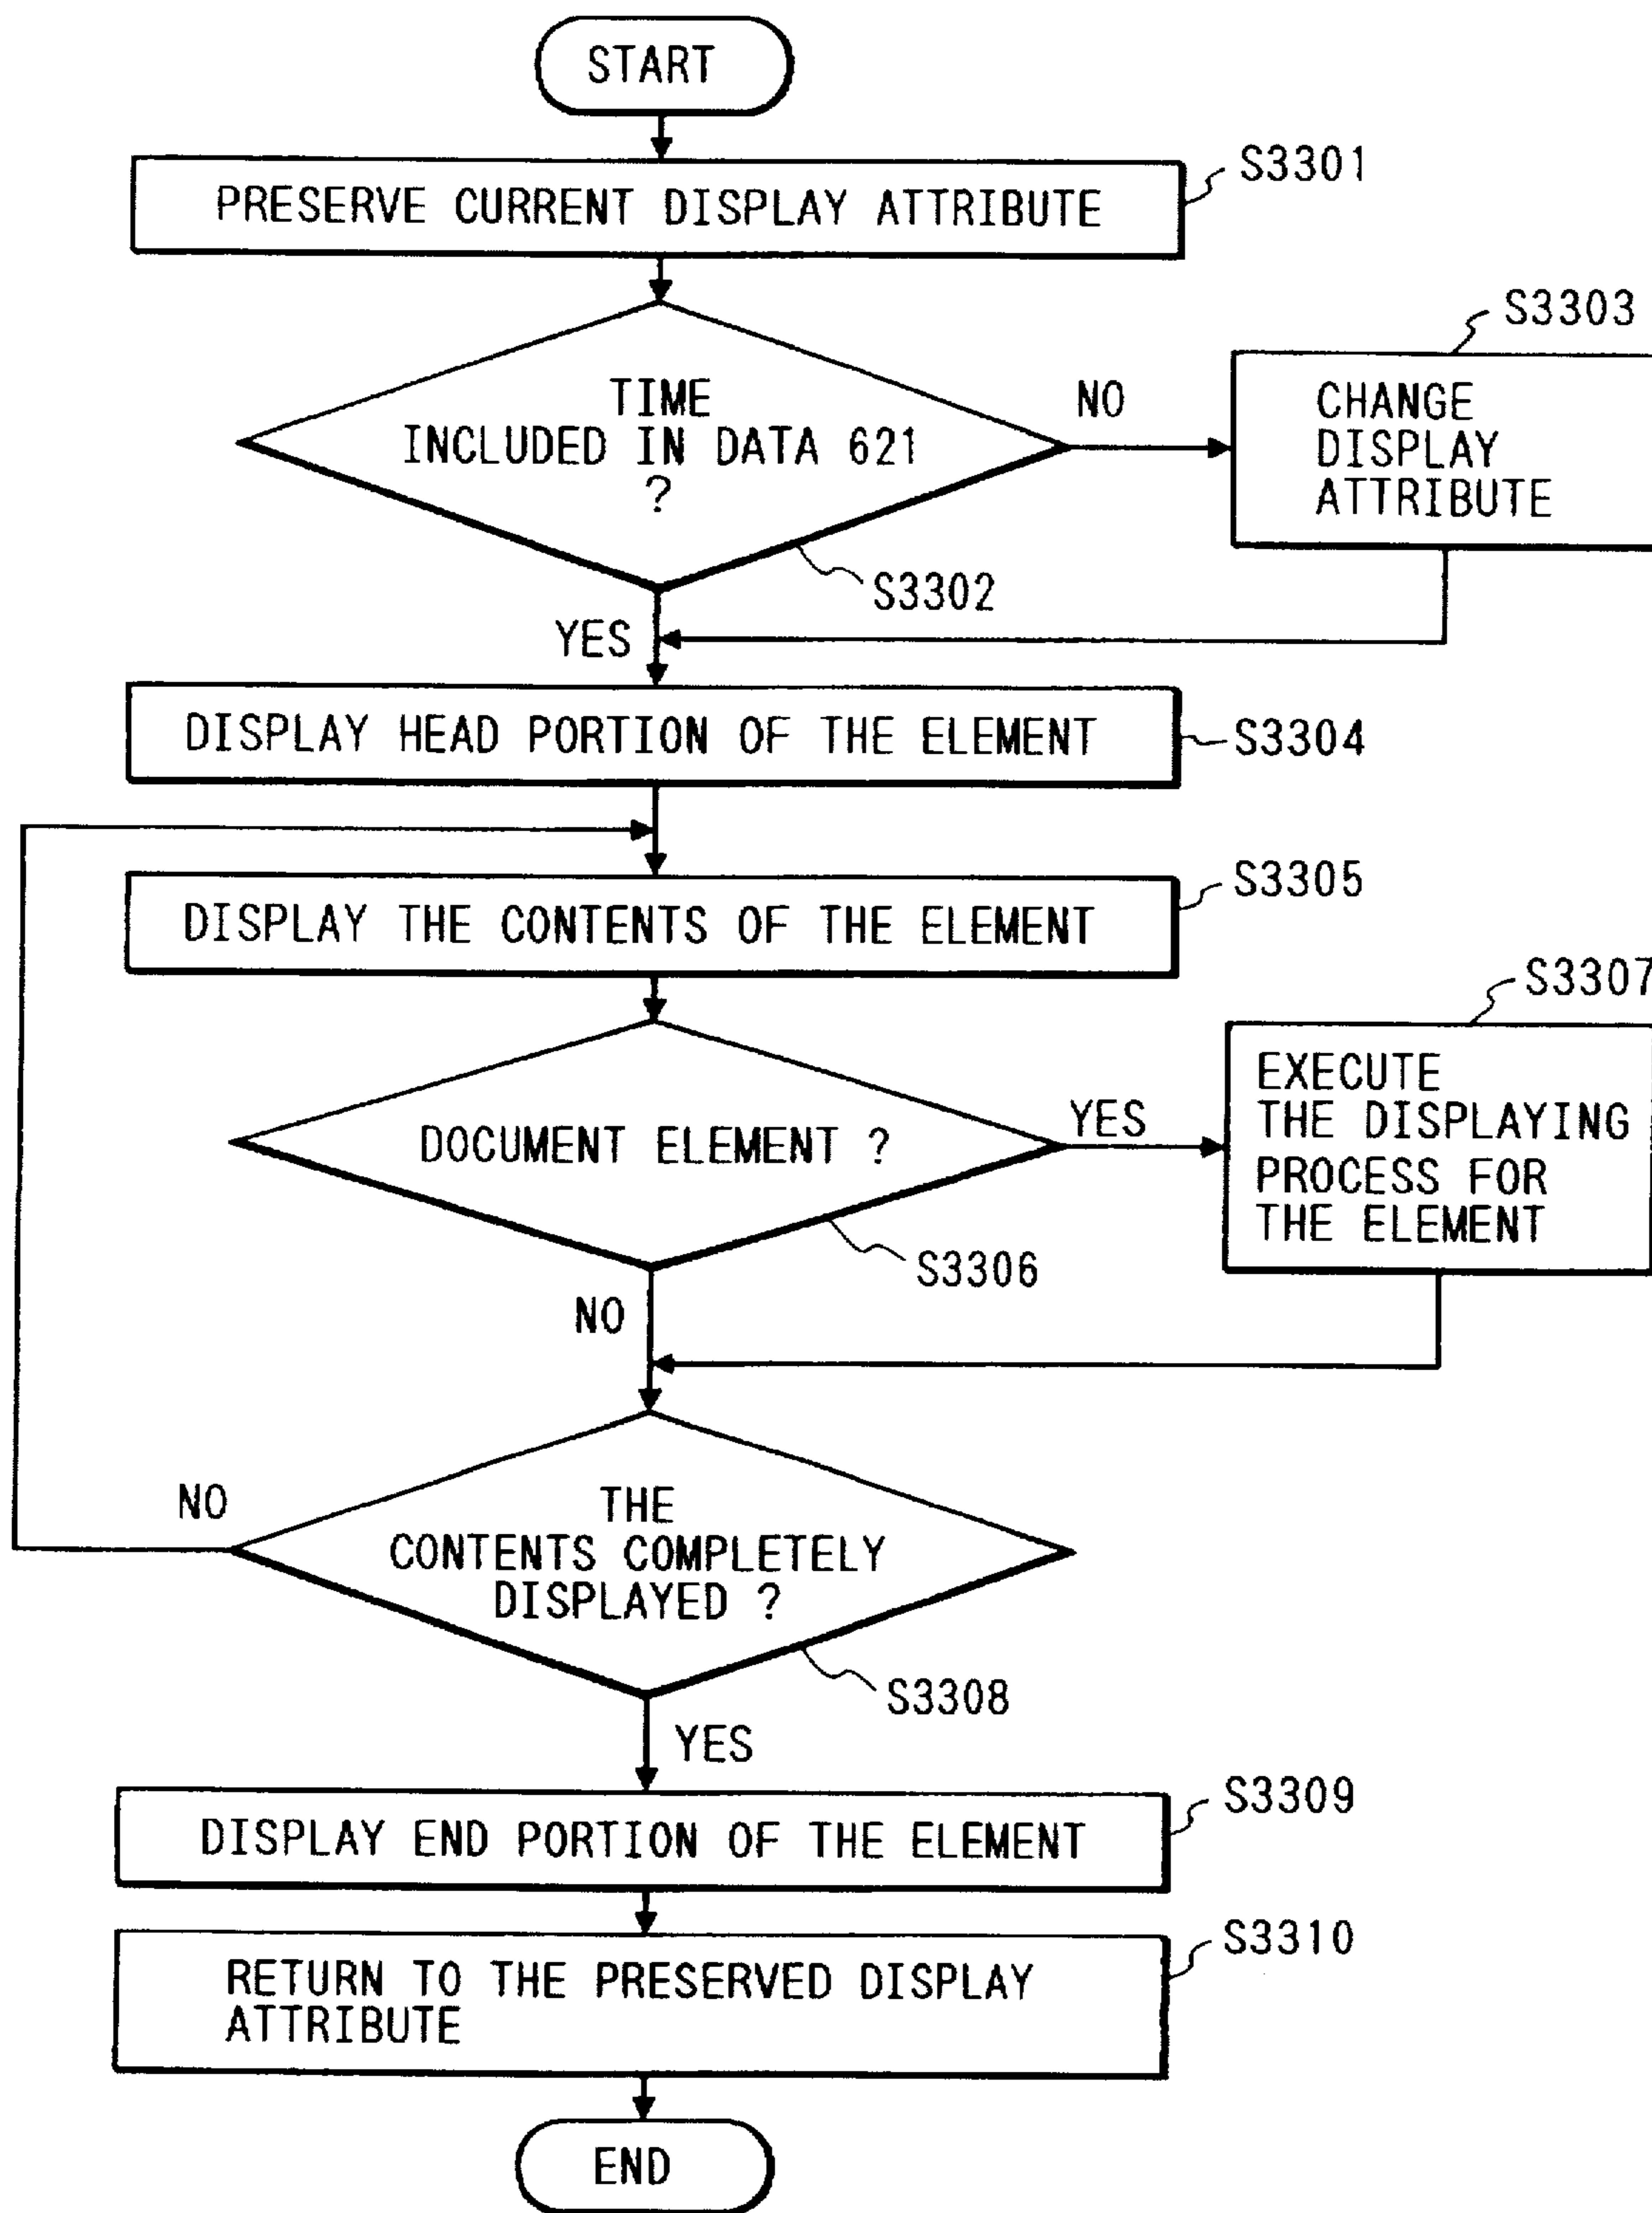 START
PRESERVE CURRENT DISPLAY ATTRIBUTE
S3301
S3303
TIME
INCLUDED IN DATA 621
?
NO
CHANGE
DISPLAY
ATTRIBUTE
S3302
YES
DISPLAY HEAD PORTION OF THE ELEMENT
S3304
S3305
DISPLAY THE CONTENTS OF THE ELEMENT
S3307
DOCUMENT ELEMENT ?
YES
EXECUTE
THE DISPLAYING
PROCESS FOR
THE ELEMENT
S3306
NO
NO
THE
CONTENTS COMPLETELY
DISPLAYED ?
S3308
YES
S3309
DISPLAY END PORTION OF THE ELEMENT
S3310
RETURN TO THE PRESERVED DISPLAY
ATTRIBUTE
END